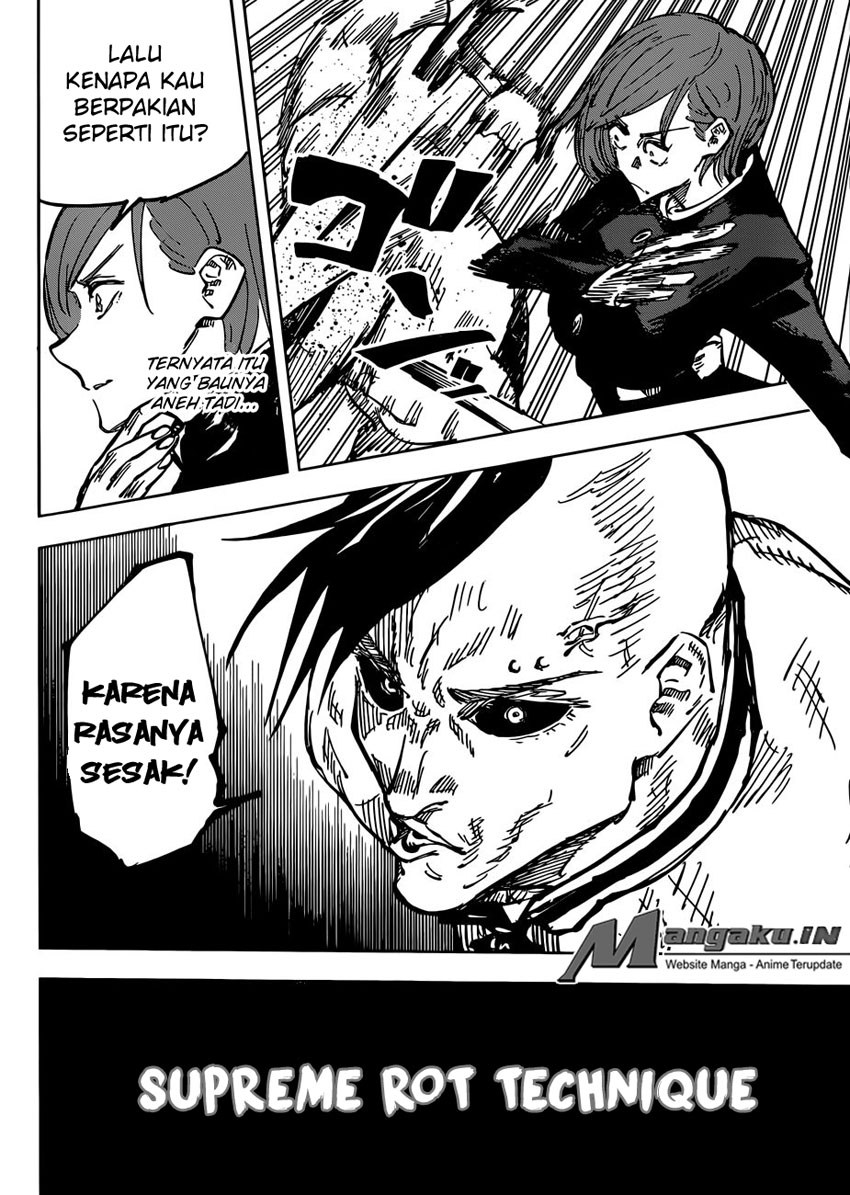 LALU
KENAPA KAU
BERPAKIAN
SEPERTI ITU?
TERNYATA ITU
YANG BAUNYA
ANEH TADI...
KARENA
RASANYA
SESAK!
Mangaku.iN
Website Manga - Anime Terupdate
SUPREME ROT TECHNIQUE